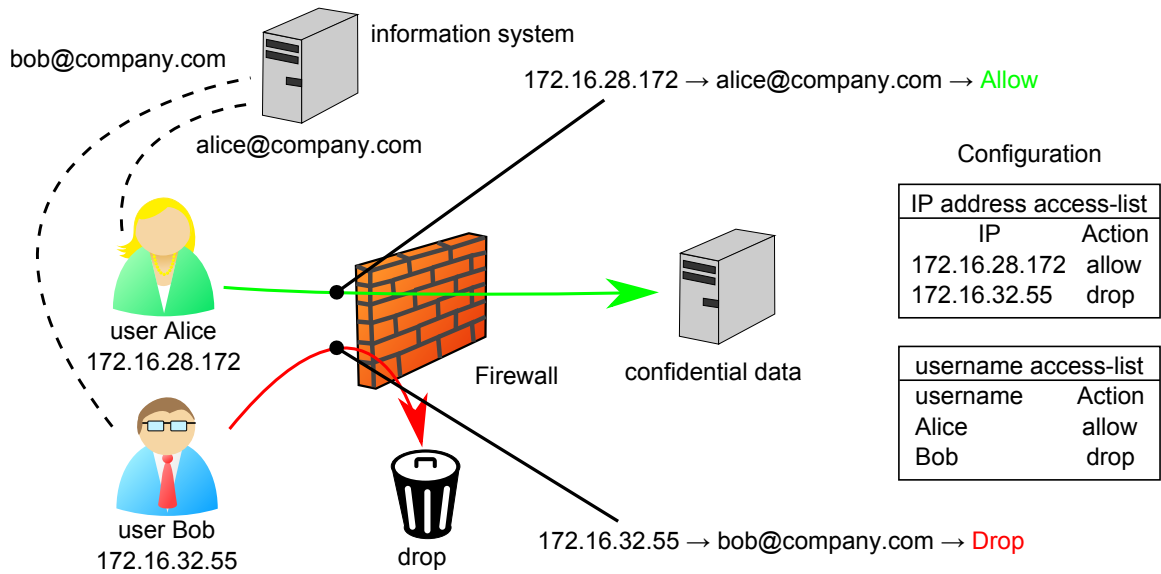 information system
bob@company.com
172.16.28.172 → alice@company.com → Allow
alice@company.com
Configuration
IP address access-list
IP Action
172.16.28.172 allow
172.16.32.55 drop
user Alice
172.16.28.172
Firewall
confidential data
username access-list
username Action
Alice allow
Bob drop
user Bob
172.16.32.55
drop
172.16.32.55 → bob@company.com → Drop